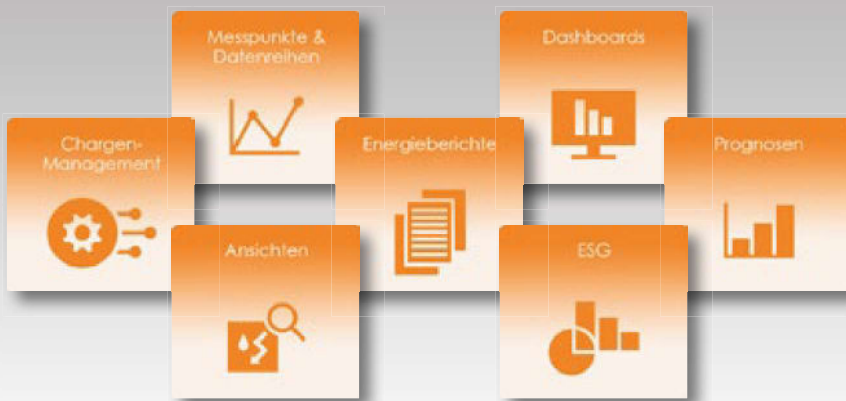 Messpunkte &
Datenreihen
Dashboards
Chargen-
Management
Energieberichte
Prognosen
Ansichten
ESG